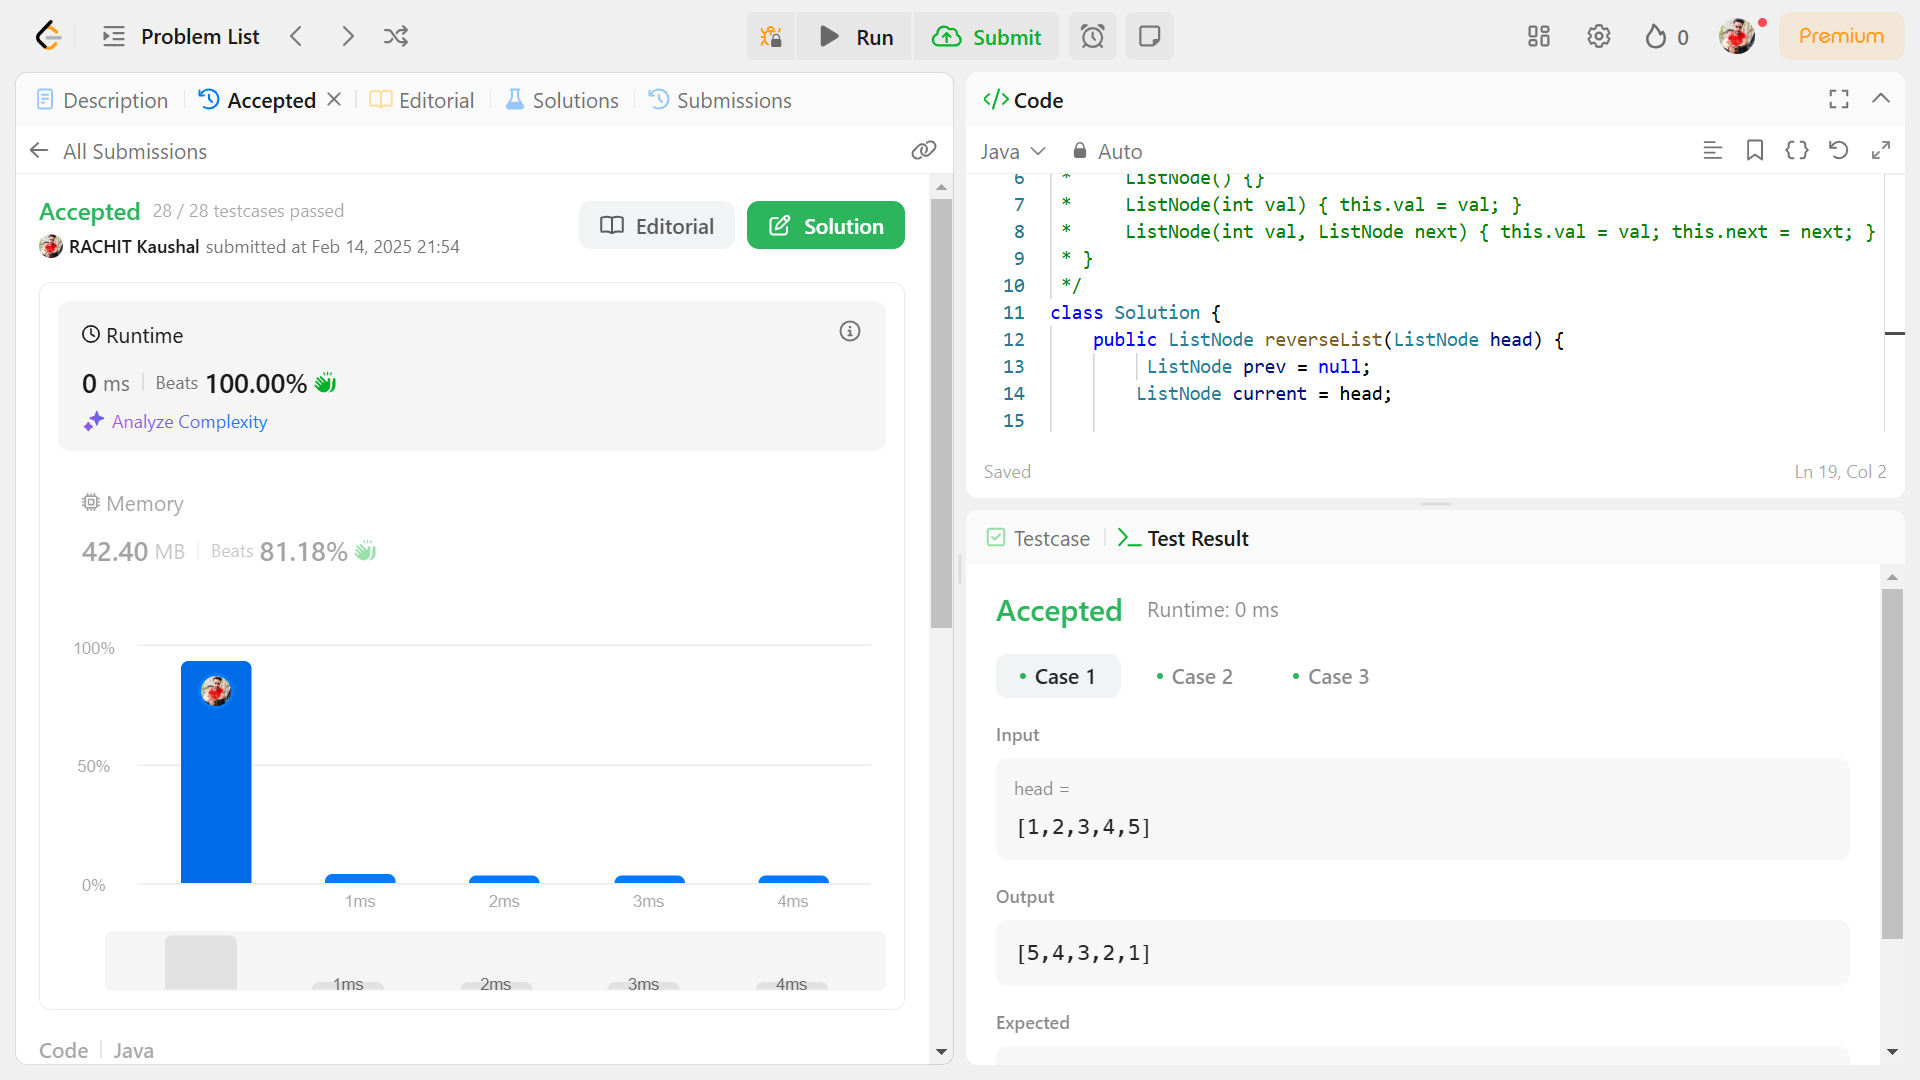 Problem List
Run
Submit
0
Premium
Description
Accepted
Editorial
Solutions
Submissions
All Submissions
Accepted 28 / 28 testcases passed
RACHIT Kaushal submitted at Feb 14, 2025 21:54
Editorial
Solution
Runtime
0 ms
Beats 100.00%
Analyze Complexity
Memory
42.40 MB
Beats 81.18%
100%
50%
0%
1ms
2ms
3ms
4ms
1ms
2ms
3ms
4ms
Code
Java
</> Code
Java
Auto
6 * ListNode() {}
7 * ListNode(int val) { this.val = val; }
8 * ListNode(int val, ListNode next) { this.val = val; this.next = next; }
9 * }
10 */
11 class Solution {
12 public ListNode reverseList(ListNode head) {
13 ListNode prev = null;
14 ListNode current = head;
15
Saved
Ln 19, Col 2
Testcase
Test Result
Accepted
Runtime: 0 ms
Case 1
Case 2
Case 3
Input
head =
[1,2,3,4,5]
Output
[5,4,3,2,1]
Expected